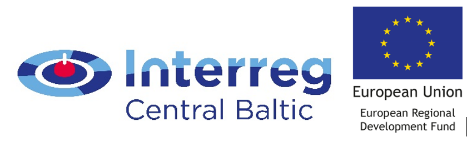 Interreg
Central Baltic
European Union
European Regional
Development Fund